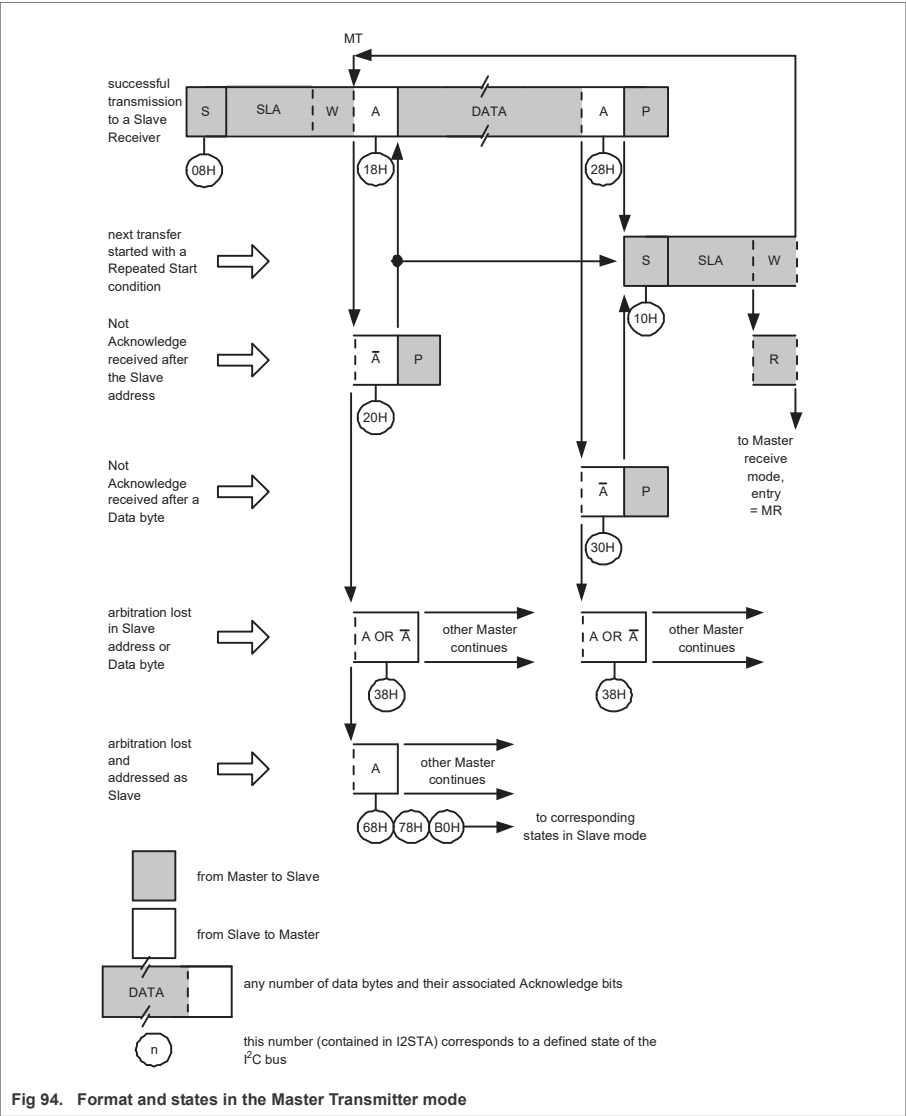 MT
successful
transmission
to a Slave
Receiver
S SLA W A DATA A P
08H 18H 28H
next transfer
started with a
Repeated Start
condition
S SLA W
10H
Not
Acknowledge
received after
the Slave
address
A̅ P
R
20H
to Master
receive
mode,
entry
= MR
Not
Acknowledge
received after a
Data byte
A̅ P
30H
arbitration lost
in Slave
address or
Data byte
A OR A̅
other Master
continues
A OR A̅
other Master
continues
38H 38H
arbitration lost
and
addressed as
Slave
A
other Master
continues
68H 78H B0H
to corresponding
states in Slave mode
from Master to Slave
from Slave to Master
DATA
any number of data bytes and their associated Acknowledge bits
n
this number (contained in I2STA) corresponds to a defined state of the
I²C bus
Fig 94. Format and states in the Master Transmitter mode